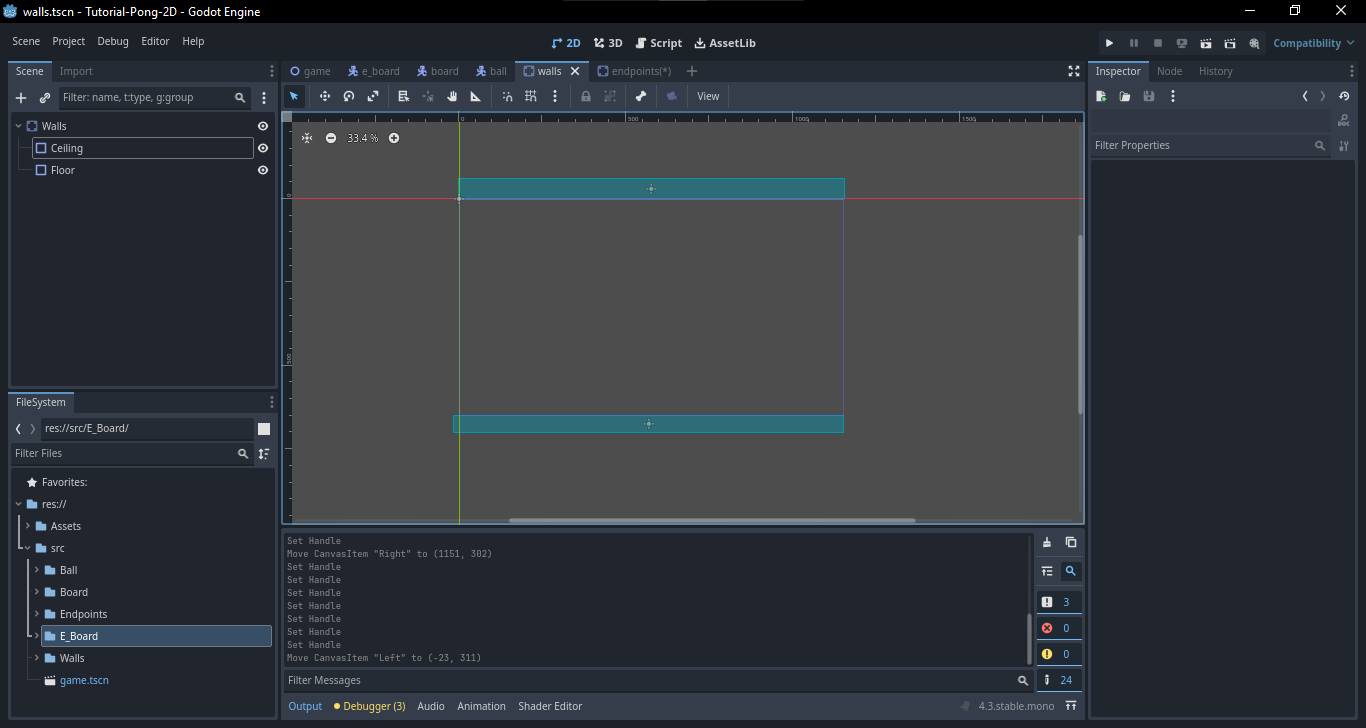 walls.tscn - Tutorial-Pong-2D - Godot Engine
Scene Project Debug Editor Help
2D 3D Script AssetLib
Compatibility
Scene Import
game e_board board ball walls endpoints(*)
Inspector Node History
Filter: name, t:type, g:group
View
Walls
Ceiling
Floor
0 500 1000 1500
33.4 %
0
500
Filter Properties
FileSystem
res://src/E_Board/
Filter Files
Favorites:
res://
Assets
src
Ball
Board
Endpoints
E_Board
Walls
game.tscn
Set Handle
Move CanvasItem "Right" to (1151, 302)
Set Handle
Set Handle
Set Handle
Set Handle
Set Handle
Set Handle
Set Handle
Move CanvasItem "Left" to (-23, 311)
3
0
0
24
Filter Messages
Output Debugger (3) Audio Animation Shader Editor
4.3.stable.mono